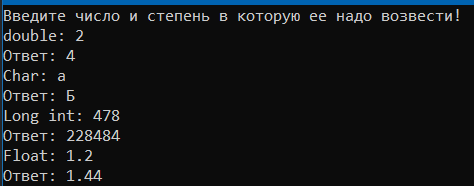 Введите число и степень в которую ее надо возвести!
double: 2
Ответ: 4
Char: a
Ответ: Б
Long int: 478
Ответ: 228484
Float: 1.2
Ответ: 1.44